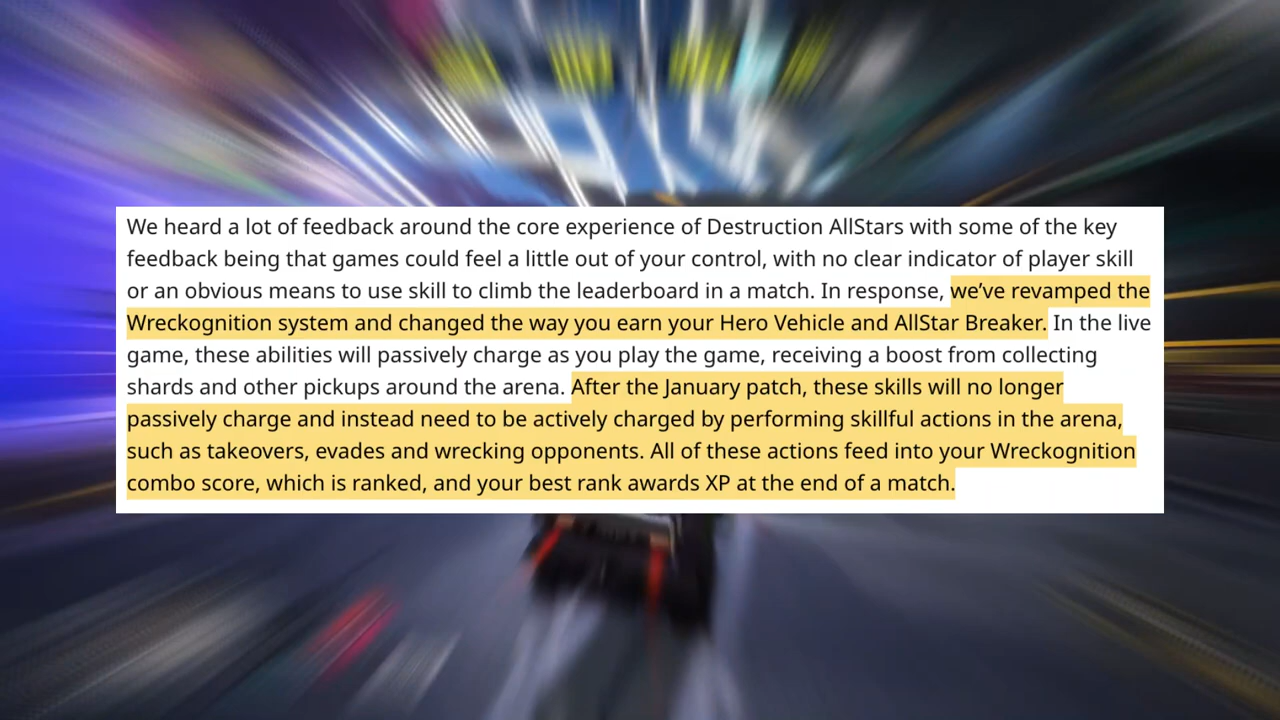 We heard a lot of feedback around the core experience of Destruction AllStars with some of the key
feedback being that games could feel a little out of your control, with no clear indicator of player skill
or an obvious means to use skill to climb the leaderboard in a match. In response, we’ve revamped the
Wreckognition system and changed the way you earn your Hero Vehicle and AllStar Breaker. In the live
game, these abilities will passively charge as you play the game, receiving a boost from collecting
shards and other pickups around the arena. After the January patch, these skills will no longer
passively charge and instead need to be actively charged by performing skillful actions in the arena,
such as takeovers, evades and wrecking opponents. All of these actions feed into your Wreckognition
combo score, which is ranked, and your best rank awards XP at the end of a match.